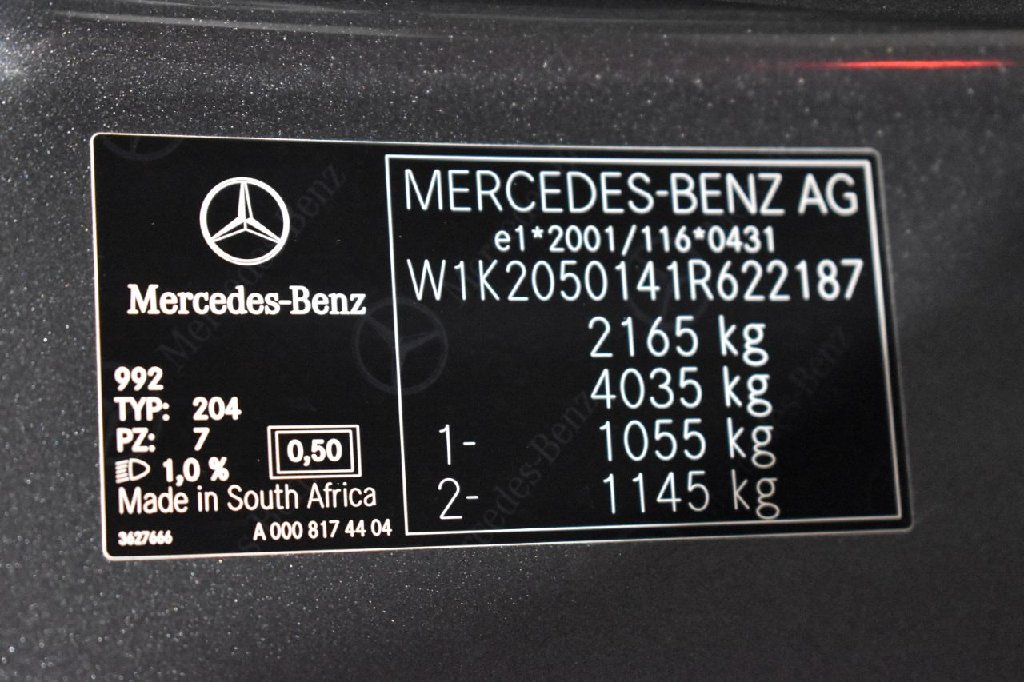 Mercedes-Benz
992
TYP: 204
PZ: 7
1,0 %
0,50
Made in South Africa
3627666
A 000 817 44 04
MERCEDES-BENZ AG
e1*2001/116*0431
W1K2050141R622187
2165 kg
4035 kg
1- 1055 kg
2- 1145 kg